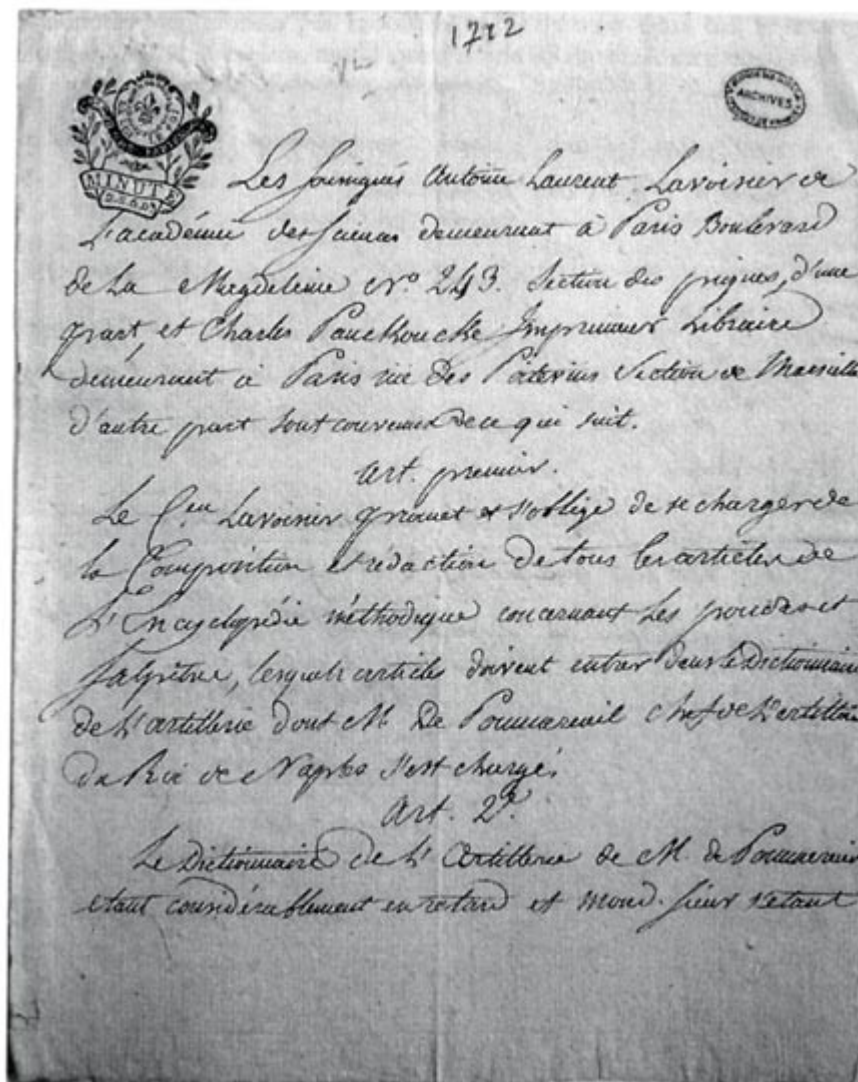 1792
ARCHIVES
MINUTE
Les soussignés Antoine Laurent Lavoisier de
L'académie des Sciences demeurant à Paris Boulevard
de la Magdeleine No. 243. Section des piques, d'une
part, et Charles Panckoucke Imprimeur Libraire
demeurant à Paris rue des Poitevins Section de Marseille
d'autre part sont convenus de ce qui suit.
Art. premier.
Le Cen Lavoisier promet et s'oblige de se charger de
la Composition et rédaction de tous les articles de
L'Encyclopédie méthodique concernant les poudres et
Salpêtre, lesquels articles doivent entrer dans le Dictionnaire
de L'artillerie dont M. De Pommereuil chef de L'artillerie
du Roi de Naples s'est chargé.
Art. 2e.
Le Dictionnaire de L'Artillerie de M. de Pommereuil
étant considérablement en retard et mond. Sieur s'étant